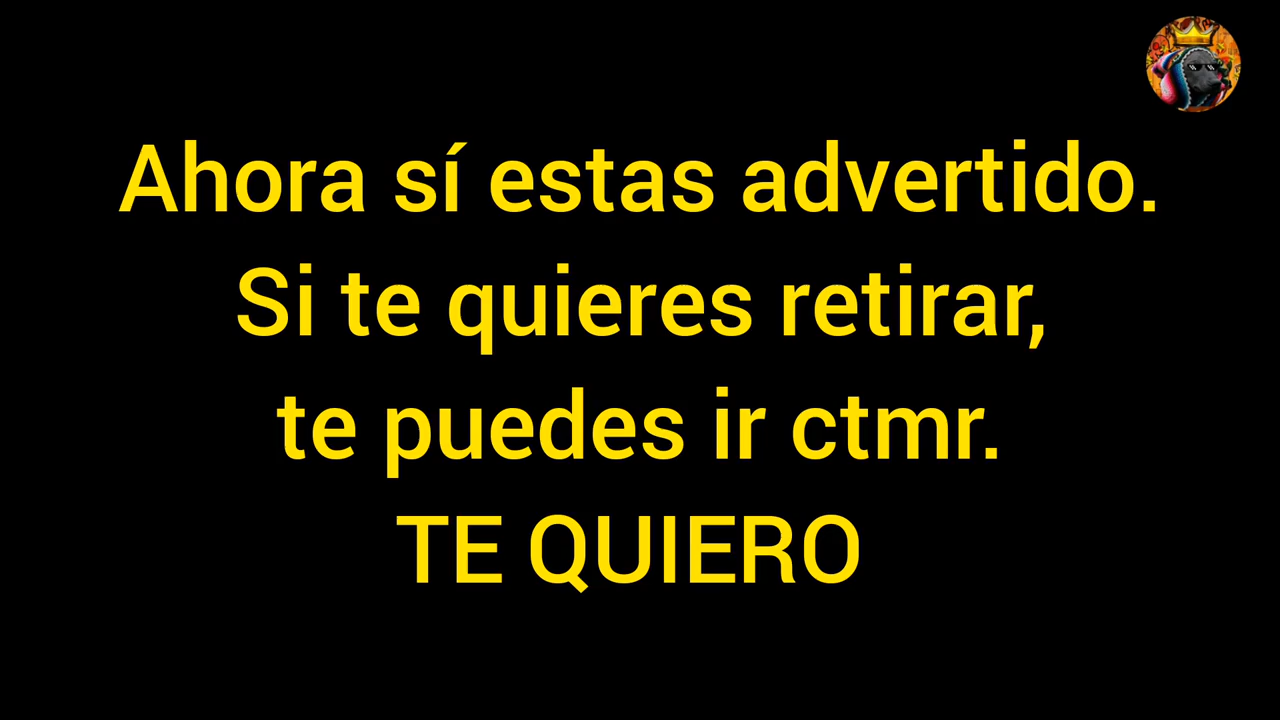 Ahora sí estas advertido.
Si te quieres retirar,
te puedes ir ctmr.
TE QUIERO